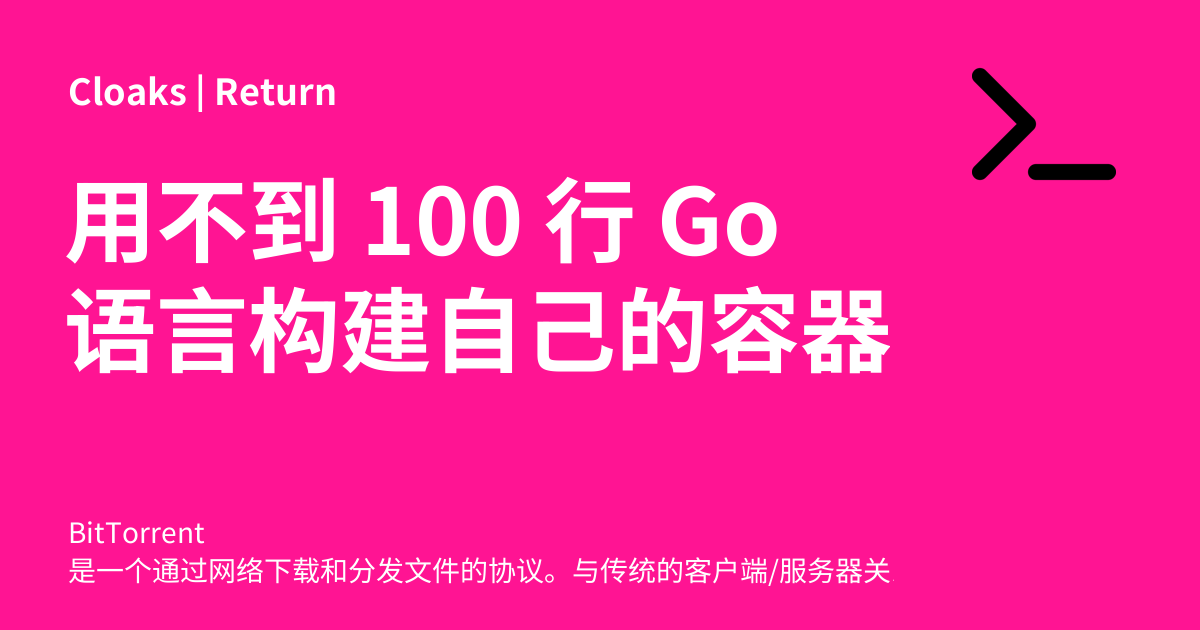 Cloaks | Return
用不到 100 行 Go
语言构建自己的容器
BitTorrent
是一个通过网络下载和分发文件的协议。与传统的客户端/服务器关